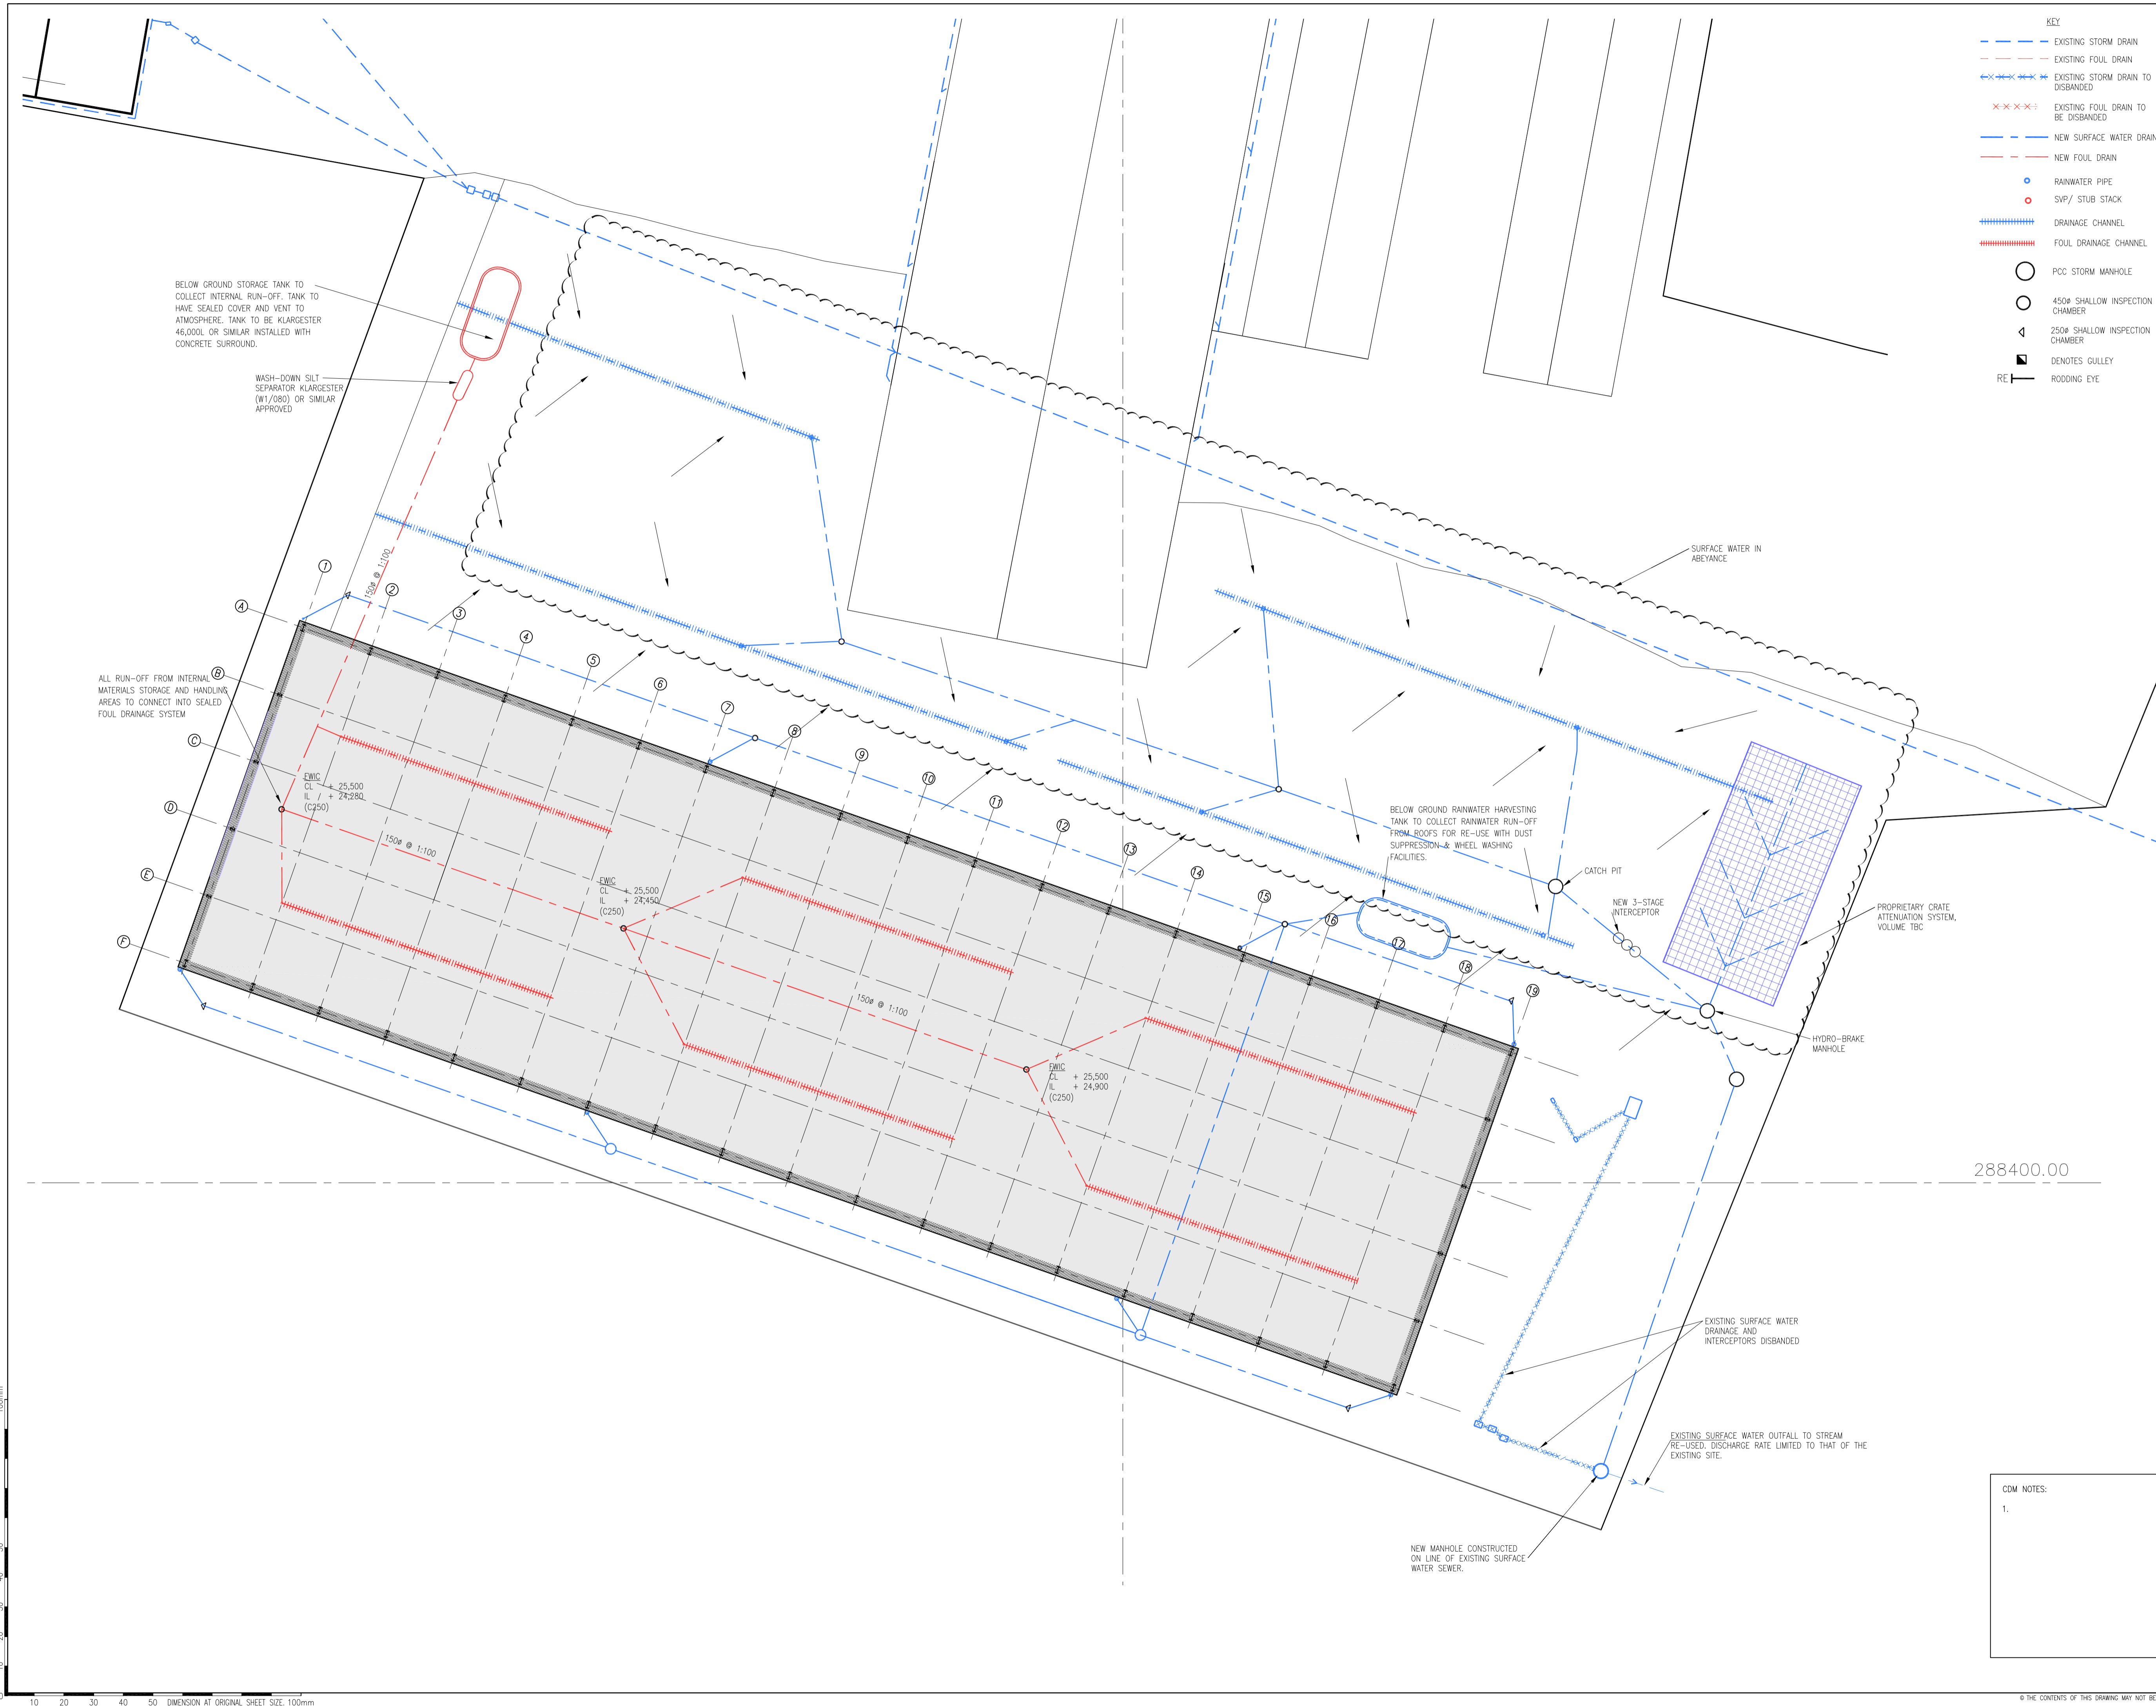 KEY
EXISTING STORM DRAIN
EXISTING FOUL DRAIN
EXISTING STORM DRAIN TO
DISBANDED
EXISTING FOUL DRAIN TO
BE DISBANDED
NEW SURFACE WATER DRAIN
NEW FOUL DRAIN
RAINWATER PIPE
SVP/ STUB STACK
DRAINAGE CHANNEL
FOUL DRAINAGE CHANNEL
PCC STORM MANHOLE
450ø SHALLOW INSPECTION
CHAMBER
250ø SHALLOW INSPECTION
CHAMBER
DENOTES GULLEY
RE
RODDING EYE
BELOW GROUND STORAGE TANK TO
COLLECT INTERNAL RUN-OFF. TANK TO
HAVE SEALED COVER AND VENT TO
ATMOSPHERE. TANK TO BE KLARGESTER
46,000L OR SIMILAR INSTALLED WITH
CONCRETE SURROUND.
WASH-DOWN SILT
SEPARATOR KLARGESTER
(W1/080) OR SIMILAR
APPROVED
150ø @ 1:100
ALL RUN-OFF FROM INTERNAL
MATERIALS STORAGE AND HANDLING
AREAS TO CONNECT INTO SEALED
FOUL DRAINAGE SYSTEM
1
2
3
4
5
6
7
8
9
10
11
12
13
14
15
16
17
18
19
A
B
C
D
E
F
FWIC
CL + 25,500
IL / + 24,280
(C250)
150ø @ 1:100
FWIC
CL + 25,500
IL + 24,450
(C250)
150ø @ 1:100
FWIC
CL + 25,500
IL + 24,900
(C250)
SURFACE WATER IN
ABEYANCE
BELOW GROUND RAINWATER HARVESTING
TANK TO COLLECT RAINWATER RUN-OFF
FROM ROOFS FOR RE-USE WITH DUST
SUPPRESSION & WHEEL WASHING
FACILITIES.
CATCH PIT
NEW 3-STAGE
INTERCEPTOR
PROPRIETARY CRATE
ATTENUATION SYSTEM,
VOLUME TBC
HYDRO-BRAKE
MANHOLE
288400.00
EXISTING SURFACE WATER
DRAINAGE AND
INTERCEPTORS DISBANDED
EXISTING SURFACE WATER OUTFALL TO STREAM
RE-USED. DISCHARGE RATE LIMITED TO THAT OF THE
EXISTING SITE.
NEW MANHOLE CONSTRUCTED
ON LINE OF EXISTING SURFACE
WATER SEWER.
CDM NOTES:
1.
10 20 30 40 50 DIMENSION AT ORIGINAL SHEET SIZE. 100mm
© THE CONTENTS OF THIS DRAWING MAY NOT BE